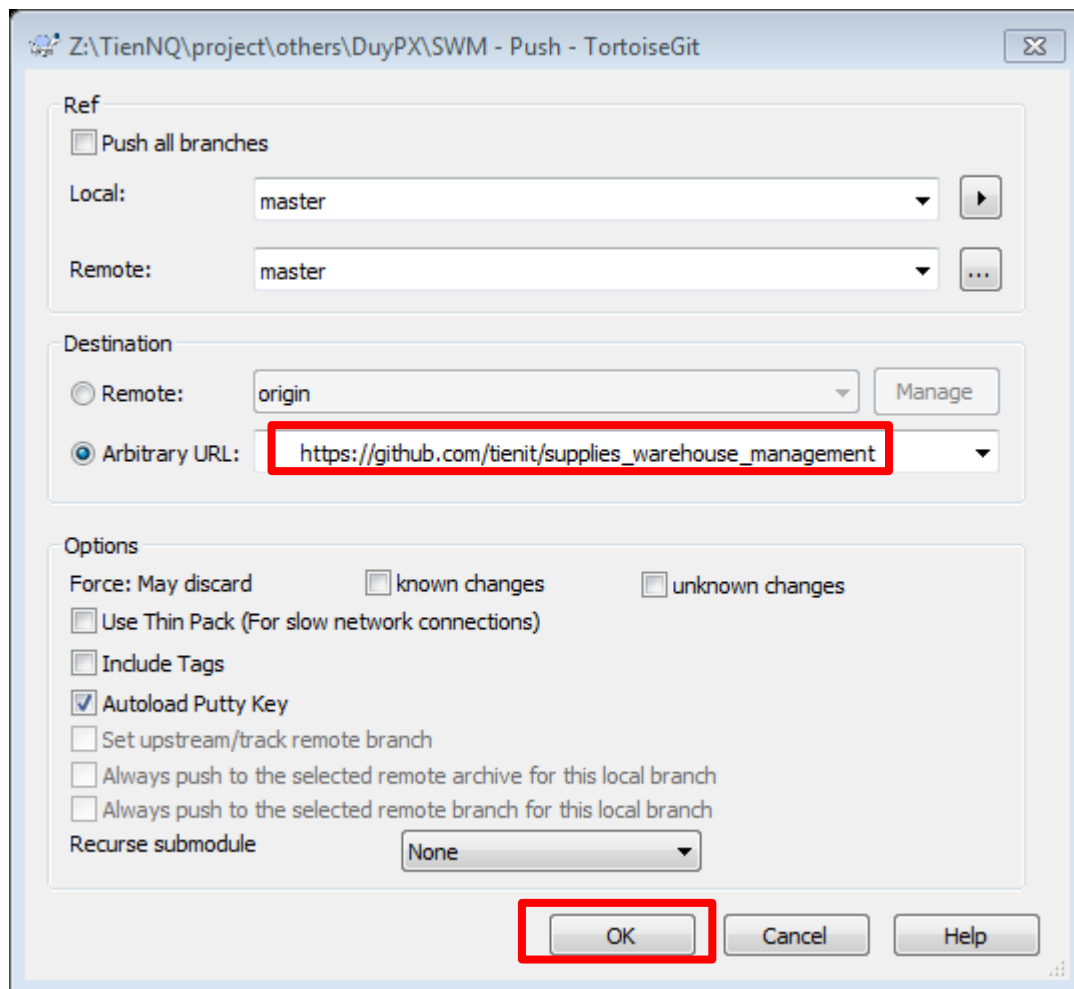 Z:\TienNQ\project\others\DuyPX\SWM - Push - TortoiseGit
Ref
Push all branches
Local:
master
Remote:
master
...
Destination
Remote:
origin
Manage
Arbitrary URL:
https://github.com/tienit/supplies_warehouse_management
Options
Force: May discard
known changes
unknown changes
Use Thin Pack (For slow network connections)
Include Tags
Autoload Putty Key
Set upstream/track remote branch
Always push to the selected remote archive for this local branch
Always push to the selected remote branch for this local branch
Recurse submodule
None
OK
Cancel
Help